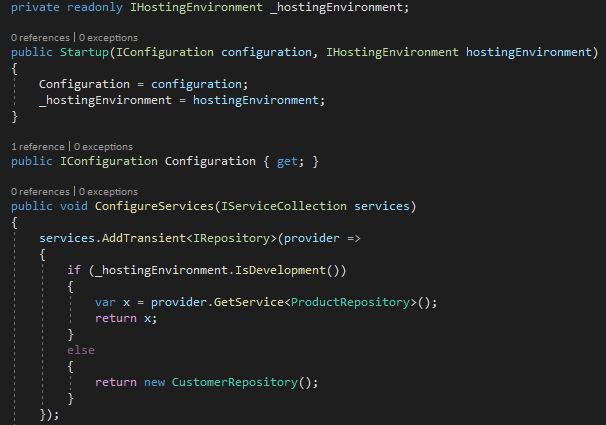 private readonly IHostingEnvironment _hostingEnvironment;
0 references | 0 exceptions
public Startup(IConfiguration configuration, IHostingEnvironment hostingEnvironment)
{
    Configuration = configuration;
    _hostingEnvironment = hostingEnvironment;
}
1 reference | 0 exceptions
public IConfiguration Configuration { get; }
0 references | 0 exceptions
public void ConfigureServices(IServiceCollection services)
{
    services.AddTransient<IRepository>(provider =>
    {
        if (_hostingEnvironment.IsDevelopment())
        {
            var x = provider.GetService<ProductRepository>();
            return x;
        }
        else
        {
            return new CustomerRepository();
        }
    });